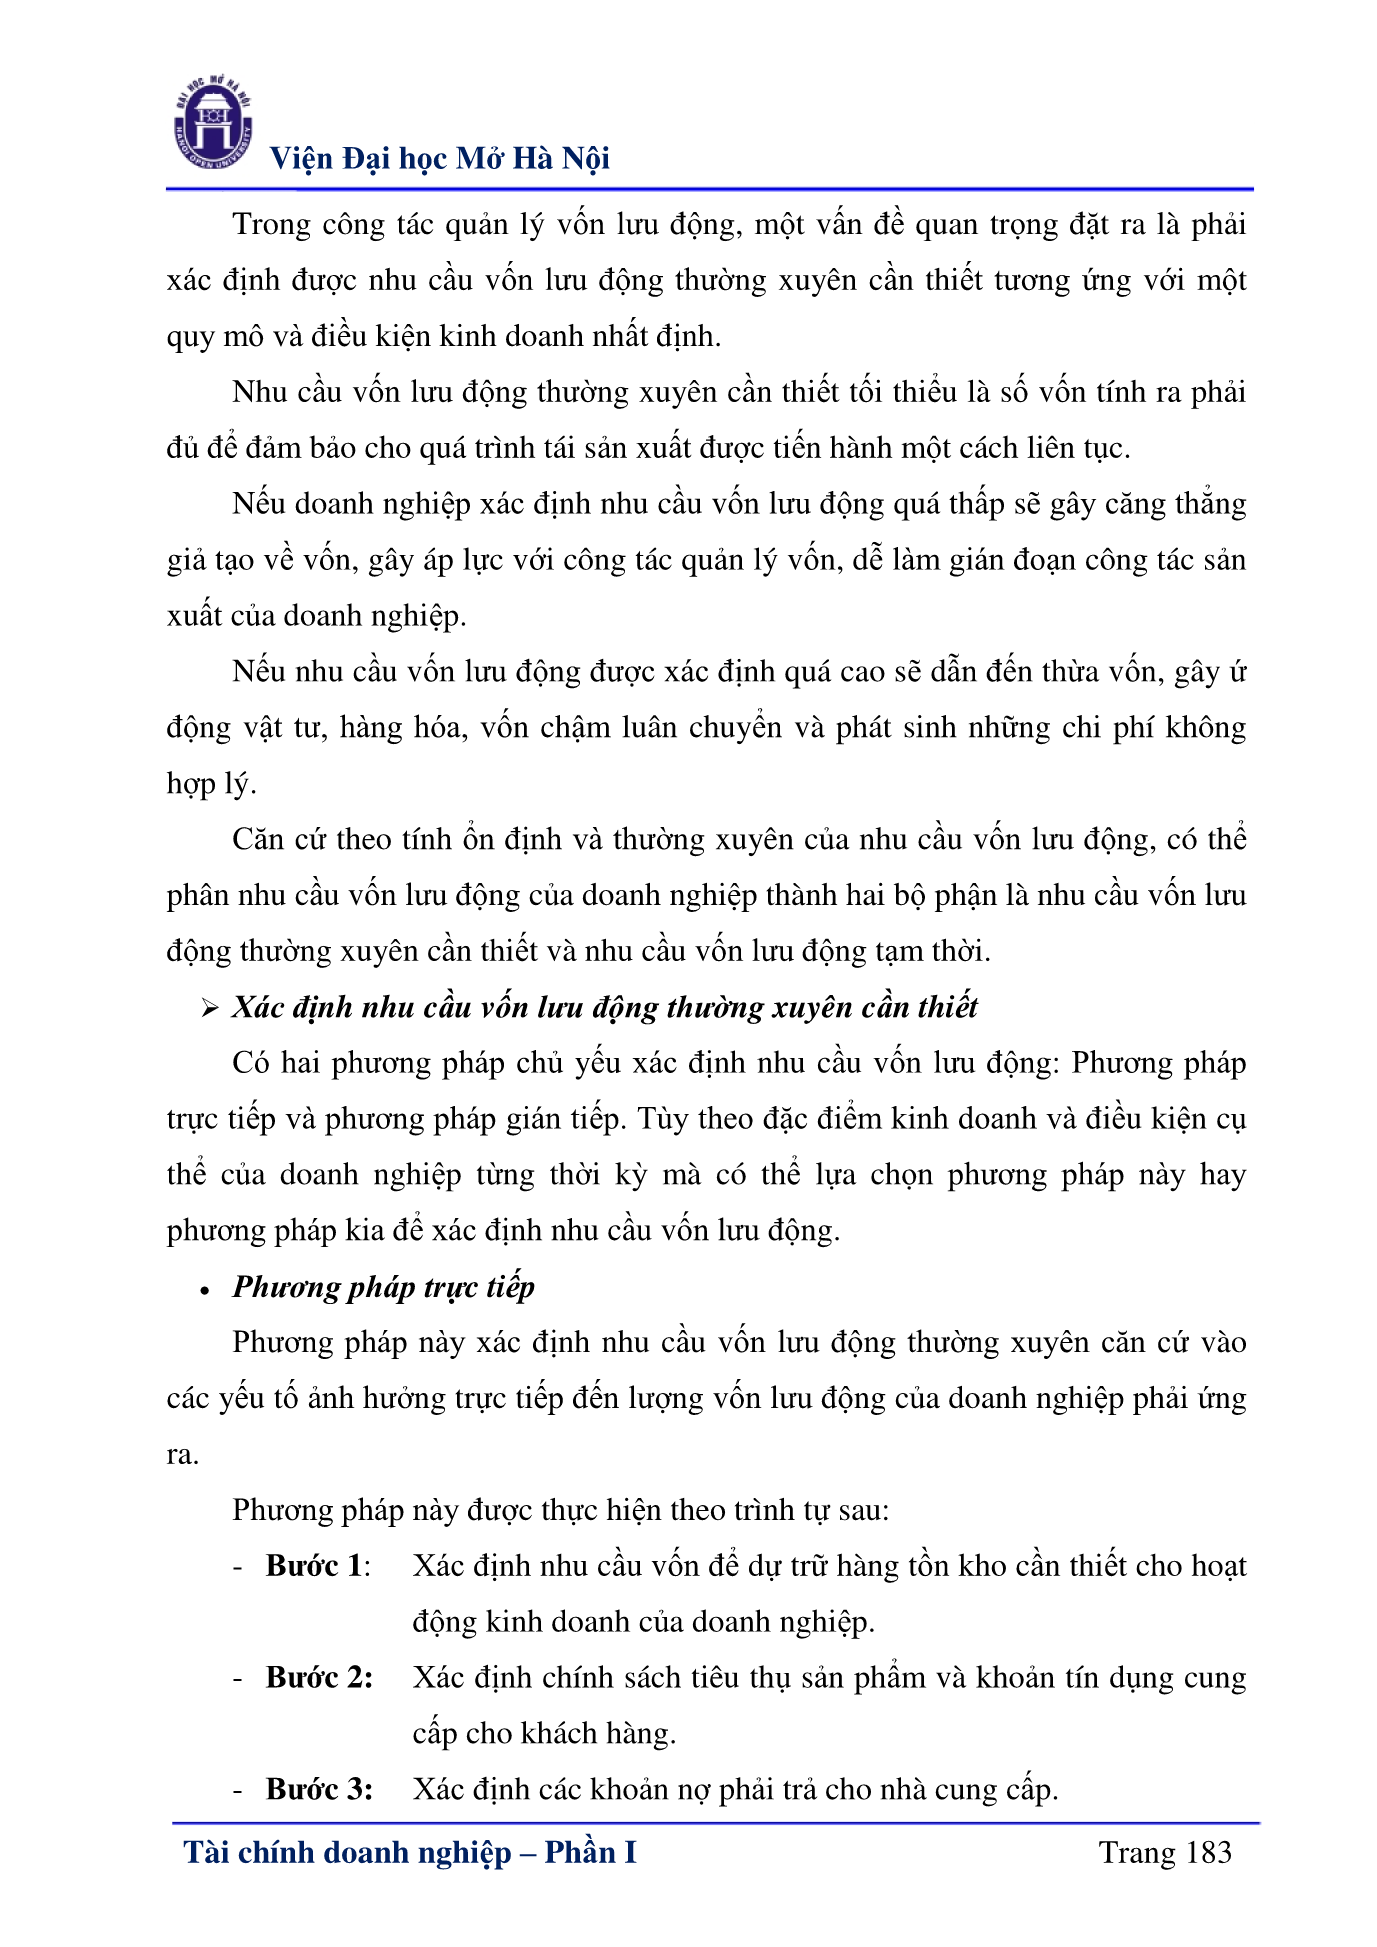 ĐẠI HỌC MỞ HÀ NỘI
HANOI OPEN UNIVERSITY
Viện Đại học Mở Hà Nội
Trong công tác quản lý vốn lưu động, một vấn đề quan trọng đặt ra là phải
xác định được nhu cầu vốn lưu động thường xuyên cần thiết tương ứng với một
quy mô và điều kiện kinh doanh nhất định.
Nhu cầu vốn lưu động thường xuyên cần thiết tối thiểu là số vốn tính ra phải
đủ để đảm bảo cho quá trình tái sản xuất được tiến hành một cách liên tục.
Nếu doanh nghiệp xác định nhu cầu vốn lưu động quá thấp sẽ gây căng thẳng
giả tạo về vốn, gây áp lực với công tác quản lý vốn, dễ làm gián đoạn công tác sản
xuất của doanh nghiệp.
Nếu nhu cầu vốn lưu động được xác định quá cao sẽ dẫn đến thừa vốn, gây ứ
động vật tư, hàng hóa, vốn chậm luân chuyển và phát sinh những chi phí không
hợp lý.
Căn cứ theo tính ổn định và thường xuyên của nhu cầu vốn lưu động, có thể
phân nhu cầu vốn lưu động của doanh nghiệp thành hai bộ phận là nhu cầu vốn lưu
động thường xuyên cần thiết và nhu cầu vốn lưu động tạm thời.
➢ Xác định nhu cầu vốn lưu động thường xuyên cần thiết
Có hai phương pháp chủ yếu xác định nhu cầu vốn lưu động: Phương pháp
trực tiếp và phương pháp gián tiếp. Tùy theo đặc điểm kinh doanh và điều kiện cụ
thể của doanh nghiệp từng thời kỳ mà có thể lựa chọn phương pháp này hay
phương pháp kia để xác định nhu cầu vốn lưu động.
• Phương pháp trực tiếp
Phương pháp này xác định nhu cầu vốn lưu động thường xuyên căn cứ vào
các yếu tố ảnh hưởng trực tiếp đến lượng vốn lưu động của doanh nghiệp phải ứng
ra.
Phương pháp này được thực hiện theo trình tự sau:
- Bước 1: Xác định nhu cầu vốn để dự trữ hàng tồn kho cần thiết cho hoạt
động kinh doanh của doanh nghiệp.
- Bước 2: Xác định chính sách tiêu thụ sản phẩm và khoản tín dụng cung
cấp cho khách hàng.
- Bước 3: Xác định các khoản nợ phải trả cho nhà cung cấp.
Tài chính doanh nghiệp – Phần I Trang 183